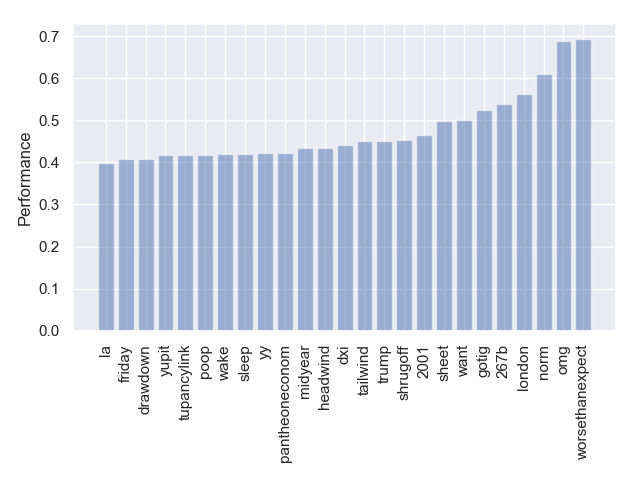 0.7
0.6
0.5
0.4
0.3
0.2
0.1
0.0
Performance
la
friday
drawdown
yupit
tupancylink
poop
wake
sleep
yy
pantheoneconom
midyear
headwind
dxi
tailwind
trump
shrugoff
2001
sheet
want
gotig
267b
london
norm
omg
worsethanexpect